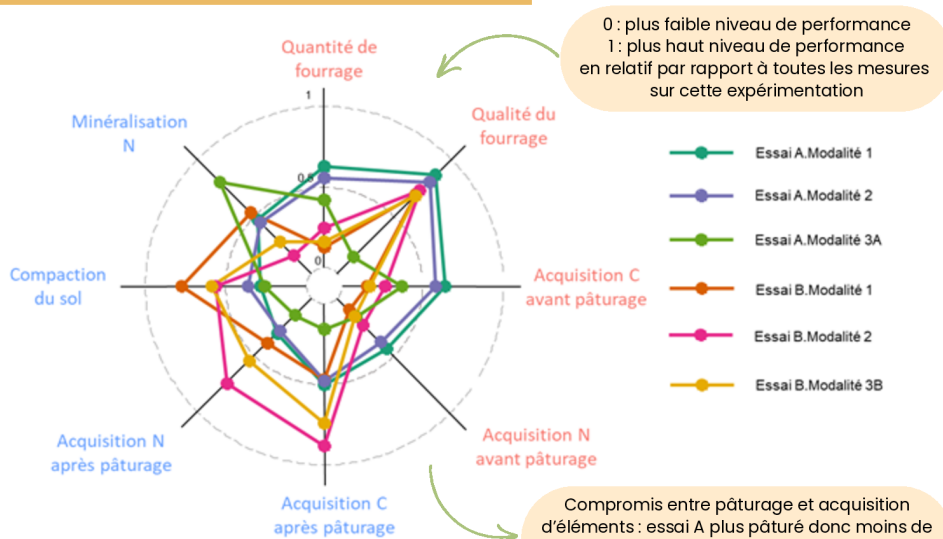 0 : plus faible niveau de performance
1 : plus haut niveau de performance
en relatif par rapport à toutes les mesures
sur cette expérimentation
Quantité de
fourrage
1
0,5
0
Qualité du
fourrage
Minéralisation
N
Compaction
du sol
Acquisition C
avant pâturage
Acquisition N
après pâturage
Acquisition N
avant pâturage
Acquisition C
après pâturage
Essai A.Modalité 1
Essai A.Modalité 2
Essai A.Modalité 3A
Essai B.Modalité 1
Essai B.Modalité 2
Essai B.Modalité 3B
Compromis entre pâturage et acquisition
d'éléments : essai A plus pâturé donc moins de